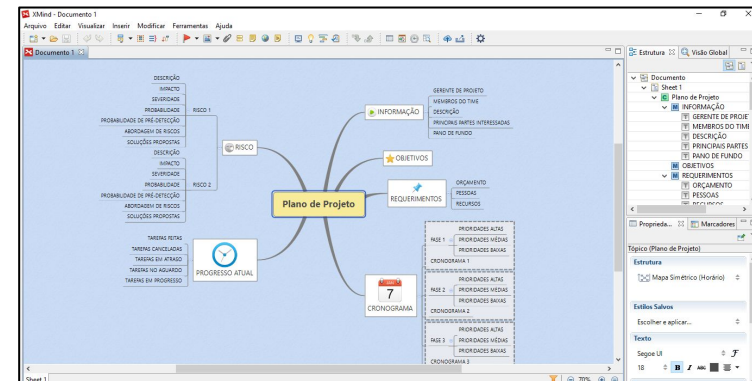 XMind - Documento 1
Arquivo Editar Visualizar Inserir Modificar Ferramentas Ajuda
Documento 1
DESCRIÇÃO
IMPACTO
SEVERIDADE
PROBABILIDADE
PROBABILIDADE DE PRÉ-DETECÇÃO
ABORDAGEM DE RISCOS
SOLUÇÕES PROPOSTAS
RISCO 1
DESCRIÇÃO
IMPACTO
SEVERIDADE
PROBABILIDADE
PROBABILIDADE DE PRÉ-DETECÇÃO
ABORDAGEM DE RISCOS
SOLUÇÕES PROPOSTAS
RISCO 2
RISCO
TAREFAS FEITAS
TAREFAS CANCELADAS
TAREFAS EM ATRASO
TAREFAS NO AGUARDO
TAREFAS EM PROGRESSO
PROGRESSO ATUAL
Plano de Projeto
INFORMAÇÃO
GERENTE DE PROJETO
MEMBROS DO TIME
DESCRIÇÃO
PRINCIPAIS PARTES INTERESSADAS
PANO DE FUNDO
OBJETIVOS
REQUERIMENTOS
ORÇAMENTO
PESSOAS
RECURSOS
7
CRONOGRAMA
FASE 1
PRIORIDADES ALTAS
PRIORIDADES MÉDIAS
PRIORIDADES BAIXAS
CRONOGRAMA 1
FASE 2
PRIORIDADES ALTAS
PRIORIDADES MÉDIAS
PRIORIDADES BAIXAS
CRONOGRAMA 2
FASE 3
PRIORIDADES ALTAS
PRIORIDADES MÉDIAS
PRIORIDADES BAIXAS
CRONOGRAMA 3
Sheet 1
70%
Estrutura Visão Global
Documento
Sheet 1
Plano de Projeto
INFORMAÇÃO
GERENTE DE PROJE
MEMBROS DO TIME
DESCRIÇÃO
PRINCIPAIS PARTES
PANO DE FUNDO
OBJETIVOS
REQUERIMENTOS
ORÇAMENTO
PESSOAS
RECURSOS
Proprieda... Marcadores
Tópico (Plano de Projeto)
Estrutura
Mapa Simétrico (Horário)
Estilos Salvos
Escolher e aplicar...
Texto
Segoe UI
18 B I ABC